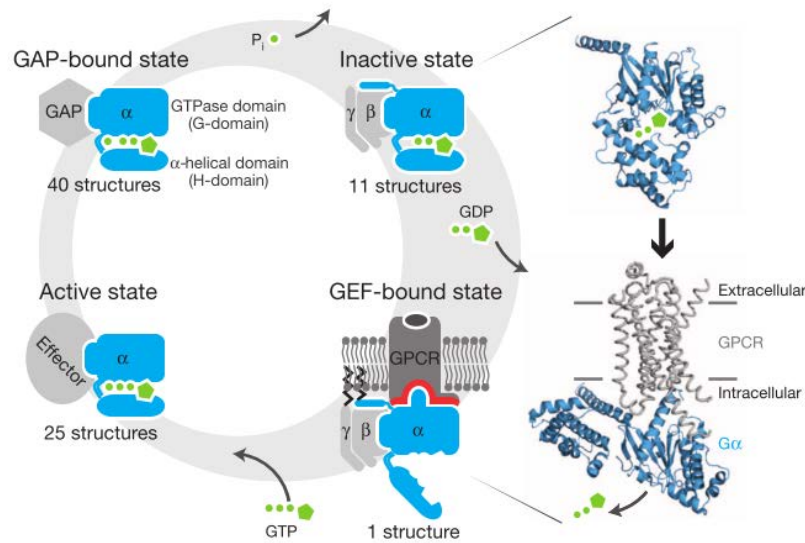 P i
GAP-bound state
GAP
α
GTPase domain
(G-domain)
α-helical domain
(H-domain)
40 structures
Inactive state
γ
β
α
11 structures
GDP
Active state
Effector
α
25 structures
GEF-bound state
GPCR
γ
β
α
1 structure
GTP
Extracellular
GPCR
Intracellular
Gα